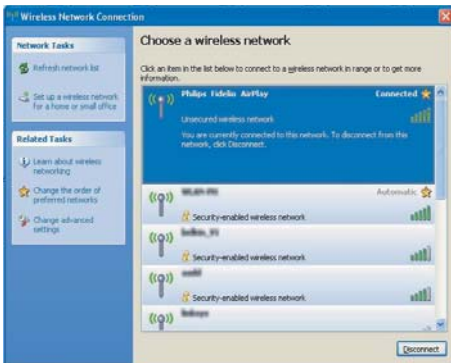 Wireless Network Connection
Network Tasks
Refresh network list
Set up a wireless network
for a home or small office
Related Tasks
Learn about wireless
networking
Change the order of
preferred networks
Change advanced
settings
Choose a wireless network
Click an item in the list below to connect to a wireless network in range or to get more
information.
Philips Fidelio AirPlay Connected
Unsecured wireless network
You are currently connected to this network. To disconnect from this
network, click Disconnect.
Automatic
Security-enabled wireless network
Security-enabled wireless network
Security-enabled wireless network
Disconnect